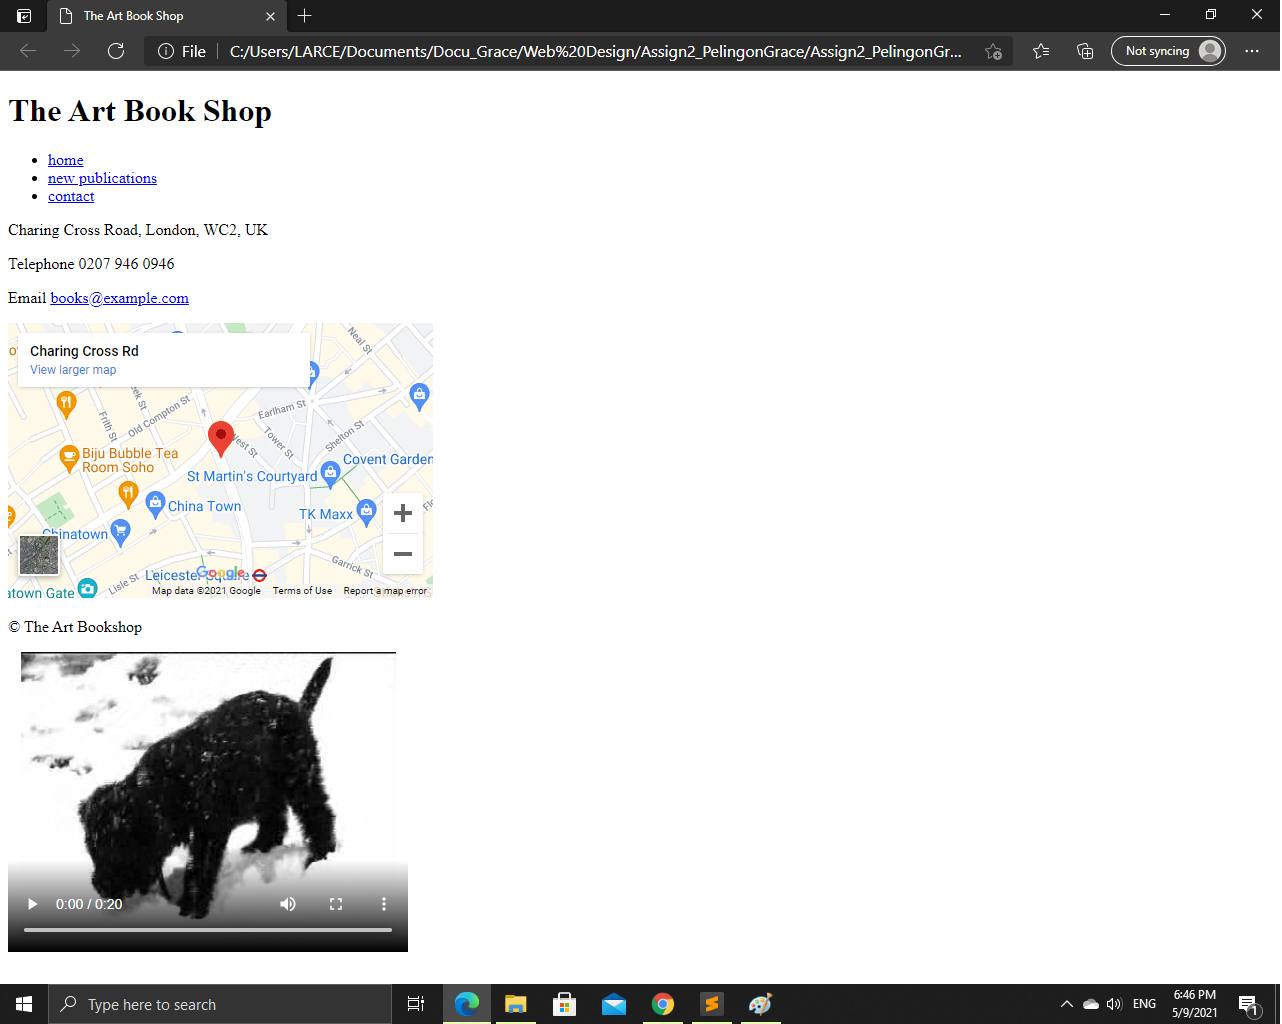 The Art Book Shop
File
C:/Users/LARCE/Documents/Docu_Grace/Web%20Design/Assign2_PelingonGrace/Assign2_PelingonGr...
Not syncing
The Art Book Shop
home
new publications
contact
Charing Cross Road, London, WC2, UK
Telephone 0207 946 0946
Email books@example.com
Charing Cross Rd
View larger map
Neal St
Old Compton St
Frith St
Earlham St
Tower St
Shelton St
West St
Biju Bubble Tea
Room Soho
Covent Garden
St Martin's Courtyard
China Town
TK Maxx
Chinatown
Garrick St
Leicester Square
Lisle St
Google
atown Gate
Map data ©2021 Google
Terms of Use
Report a map error
© The Art Bookshop
0:00 / 0:20
Type here to search
ENG
6:46 PM
5/9/2021
1